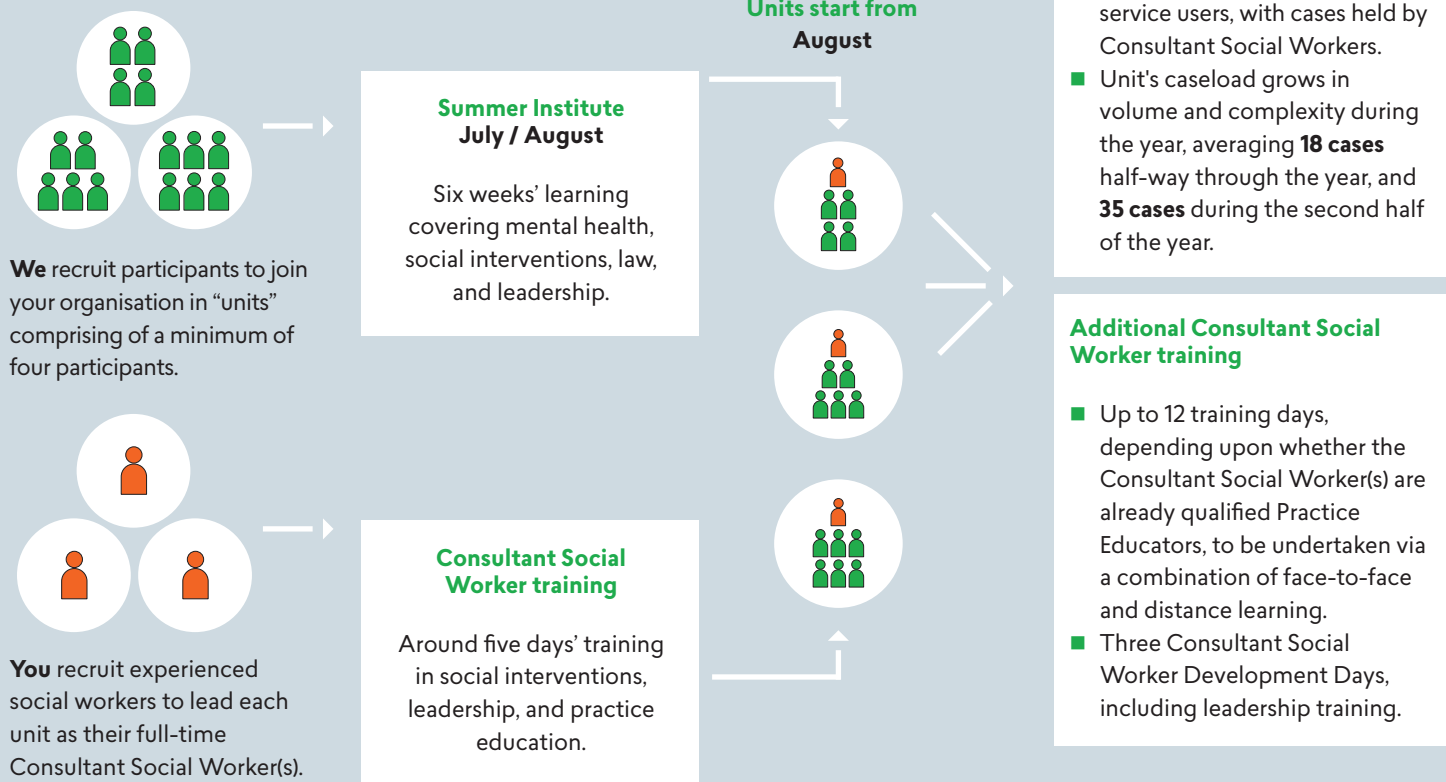 We recruit participants to join
your organisation in “units”
comprising of a minimum of
four participants.
You recruit experienced
social workers to lead each
unit as their full-time
Consultant Social Worker(s).
Summer Institute
July / August
Six weeks’ learning
covering mental health,
social interventions, law,
and leadership.
Consultant Social
Worker training
Around five days’ training
in social interventions,
leadership, and practice
education.
Units start from
August
service users, with cases held by
Consultant Social Workers.
Unit's caseload grows in
volume and complexity during
the year, averaging 18 cases
half-way through the year, and
35 cases during the second half
of the year.
Additional Consultant Social
Worker training
Up to 12 training days,
depending upon whether the
Consultant Social Worker(s) are
already qualified Practice
Educators, to be undertaken via
a combination of face-to-face
and distance learning.
Three Consultant Social
Worker Development Days,
including leadership training.